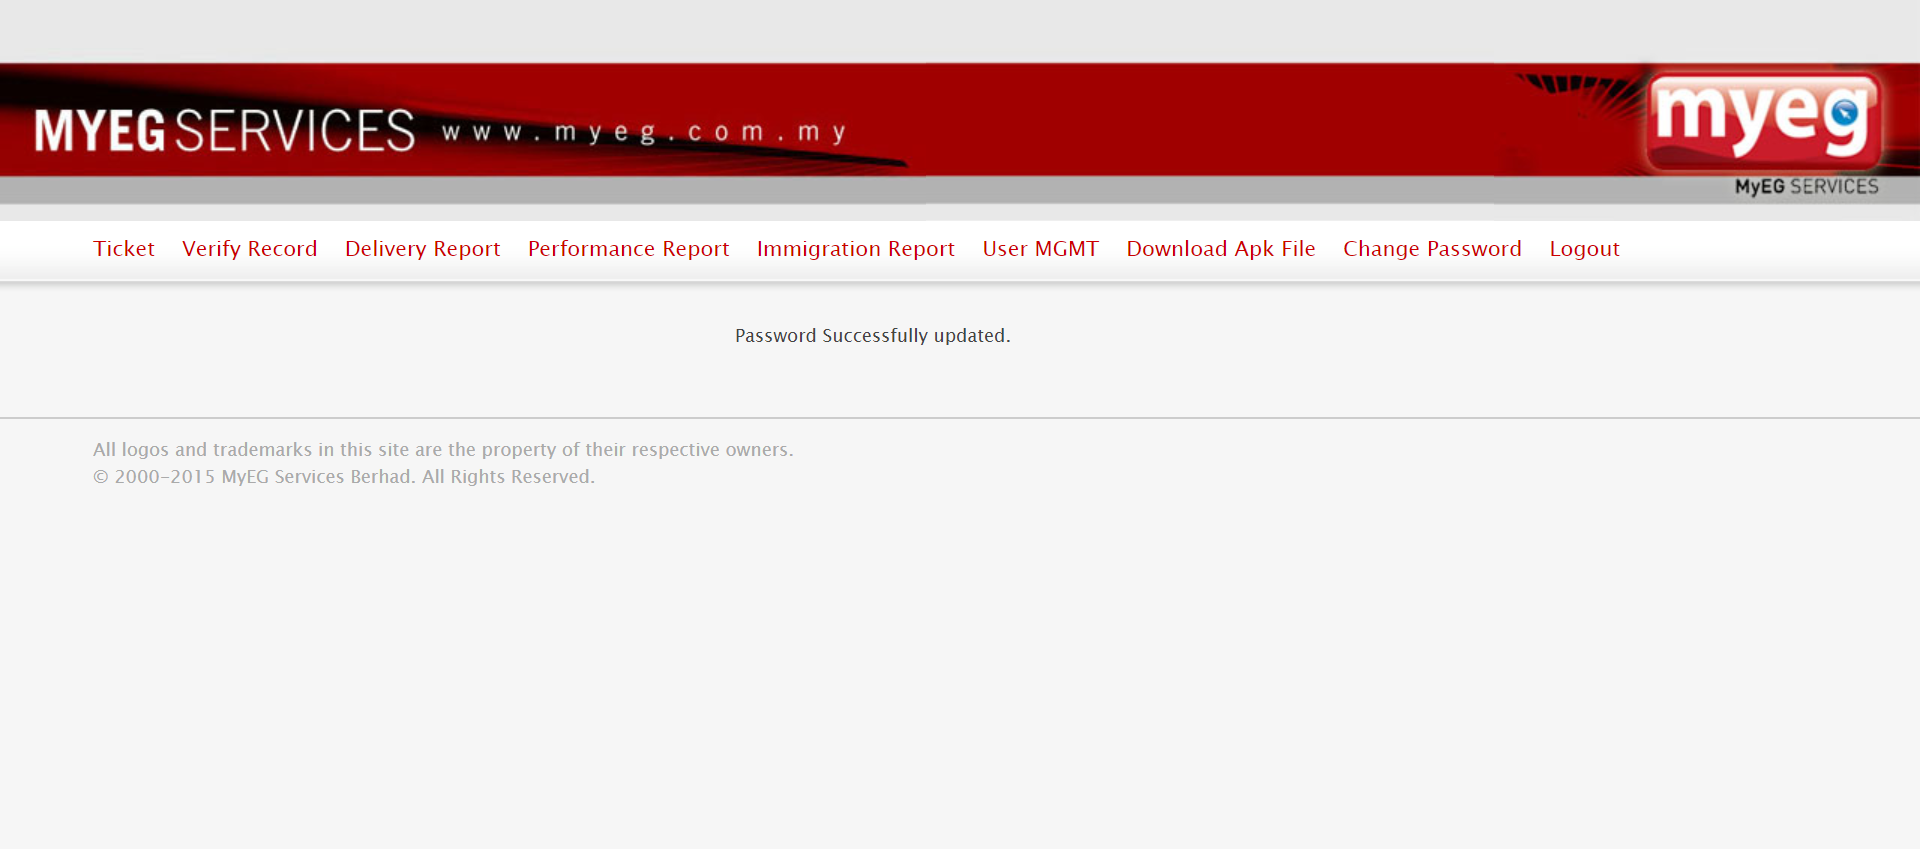 MYEG SERVICES www.myeg.com.my
myeg
MyEG SERVICES
Ticket Verify Record Delivery Report Performance Report Immigration Report User MGMT Download Apk File Change Password Logout
Password Successfully updated.
All logos and trademarks in this site are the property of their respective owners.
© 2000-2015 MyEG Services Berhad. All Rights Reserved.